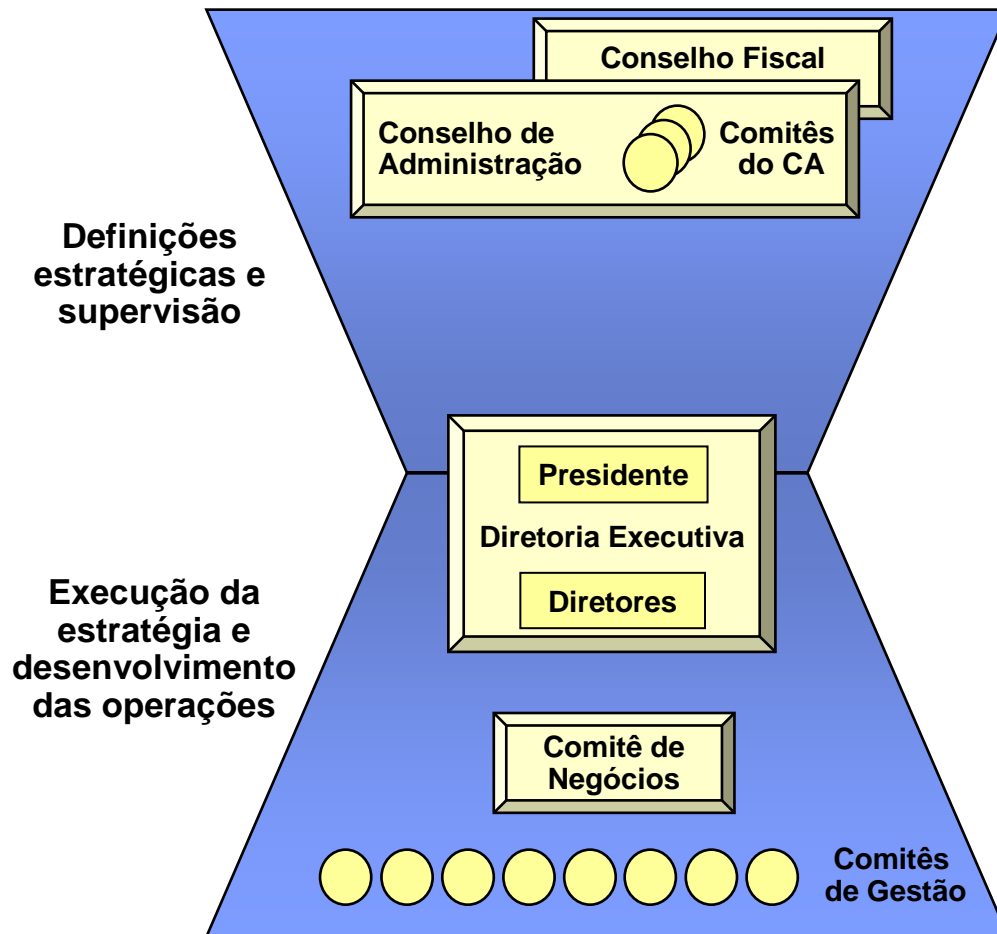 Conselho Fiscal
Conselho de
Administração
Comitês
do CA
Definições
estratégicas e
supervisão
Presidente
Diretoria Executiva
Diretores
Execução da
estratégia e
desenvolvimento
das operações
Comitê de
Negócios
Comitês
de Gestão